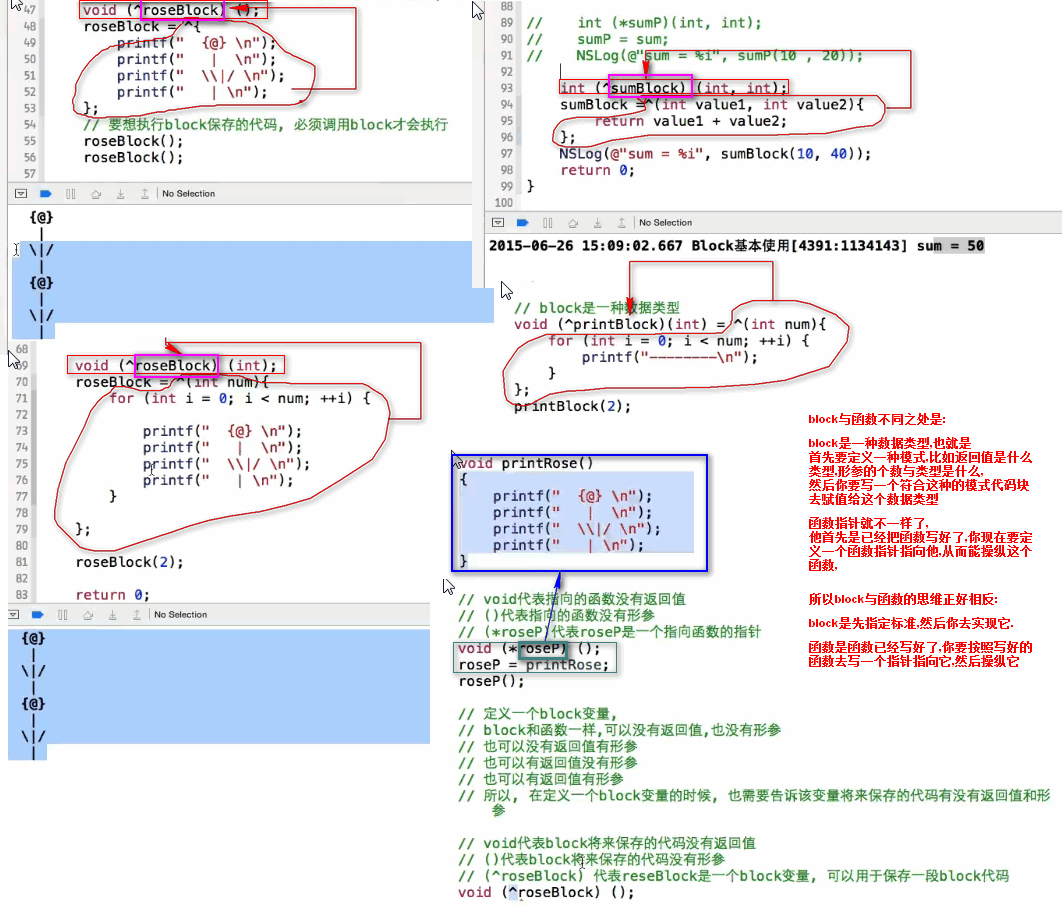 47 void (^roseBlock) ();
48 roseBlock = ^{
49 printf("  {@} \n");
50 printf("   |  \n");
51 printf("  \\|/ \n");
52 printf("   | \n");
53 };
54 // 要想执行block保存的代码, 必须调用block才会执行
55 roseBlock();
56 roseBlock();
57
No Selection
{@}
|
\|/
|
{@}
|
\|/
|
88
89 // int (*sumP)(int, int);
90 // sumP = sum;
91 // NSLog(@"sum = %i", sumP(10 , 20));
92
93 int (^sumBlock) (int, int);
94 sumBlock = ^(int value1, int value2){
95 return value1 + value2;
96 };
97 NSLog(@"sum = %i", sumBlock(10, 40));
98 return 0;
99 }
100
No Selection
2015-06-26 15:09:02.667 Block基本使用[4391:1134143] sum = 50
// block是一种数据类型
void (^printBlock)(int) = ^(int num){
for (int i = 0; i < num; ++i) {
printf("--------\n");
}
};
printBlock(2);
68
69 void (^roseBlock) (int);
70 roseBlock = ^(int num){
71 for (int i = 0; i < num; ++i) {
72
73 printf("  {@} \n");
74 printf("   |  \n");
75 printf("  \\|/ \n");
76 printf("   | \n");
77 }
78
79 };
80
81 roseBlock(2);
82
83 return 0;
No Selection
{@}
|
\|/
|
{@}
|
\|/
|
void printRose()
{
printf("  {@} \n");
printf("   |  \n");
printf("  \\|/ \n");
printf("   | \n");
}
// void代表指向的函数没有返回值
// ()代表指向的函数没有形参
// (*roseP)代表roseP是一个指向函数的指针
void (*roseP) ();
roseP = printRose;
roseP();
// 定义一个block变量,
// block和函数一样,可以没有返回值,也没有形参
// 也可以没有返回值有形参
// 也可以有返回值没有形参
// 也可以有返回值有形参
// 所以, 在定义一个block变量的时候, 也需要告诉该变量将来保存的代码有没有返回值和形
参
// void代表block将来保存的代码没有返回值
// ()代表block将来保存的代码没有形参
// (^roseBlock) 代表reseBlock是一个block变量, 可以用于保存一段block代码
void (^roseBlock) ();
block与函数不同之处是:
block是一种数据类型,也就是
首先要定义一种模式,比如返回值是什么
类型,形参的个数与类型是什么.
然后你要写一个符合这种的模式代码块
去赋值给这个数据类型
函数指针就不一样了,
他首先是已经把函数写好了,你现在要定
义一个函数指针指向他,从而能操纵这个
函数,
所以block与函数的思维正好相反:
block是先指定标准,然后你去实现它.
函数是函数已经写好了,你要按照写好的
函数去写一个指针指向它,然后操纵它